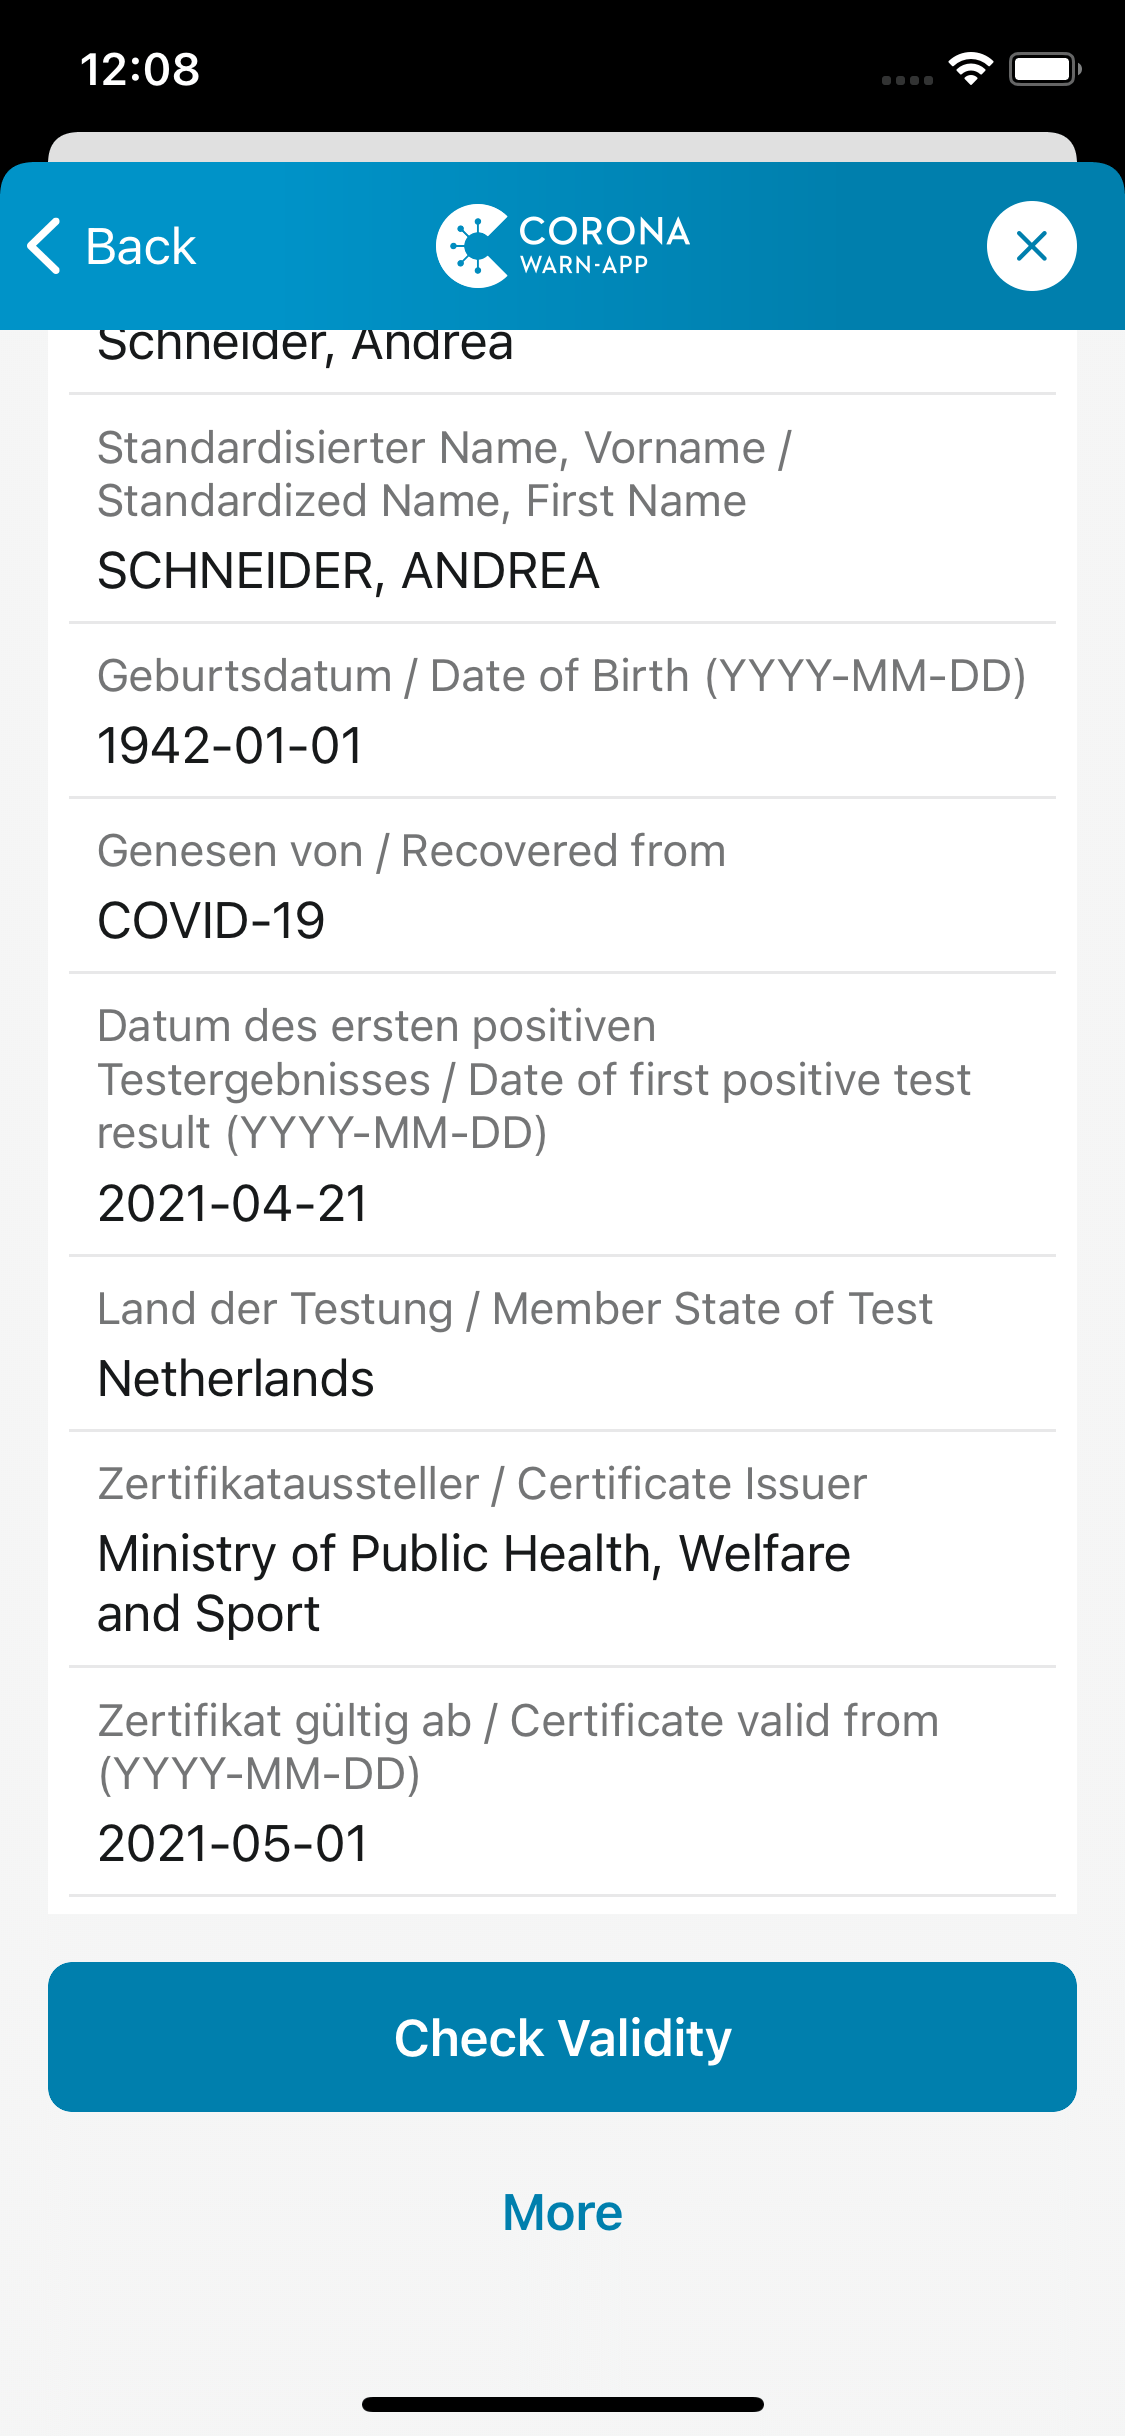 12:08
Back
CORONA
WARN-APP
Schneider, Andrea
Standardisierter Name, Vorname /
Standardized Name, First Name
SCHNEIDER, ANDREA
Geburtsdatum / Date of Birth (YYYY-MM-DD)
1942-01-01
Genesen von / Recovered from
COVID-19
Datum des ersten positiven
Testergebnisses / Date of first positive test
result (YYYY-MM-DD)
2021-04-21
Land der Testung / Member State of Test
Netherlands
Zertifikataussteller / Certificate Issuer
Ministry of Public Health, Welfare
and Sport
Zertifikat gültig ab / Certificate valid from
(YYYY-MM-DD)
2021-05-01
Check Validity
More